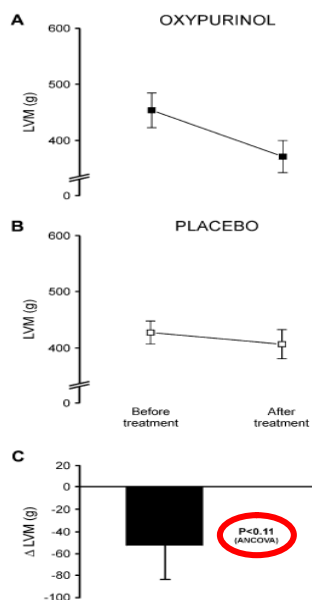 A OXYPURINOL
600
500
400
0
LVM (g)
B PLACEBO
600
500
400
0
LVM (g)
Before treatment
After treatment
C
20
0
-20
-40
-60
-80
-100
Δ LVM (g)
P<0.11
(ANCOVA)